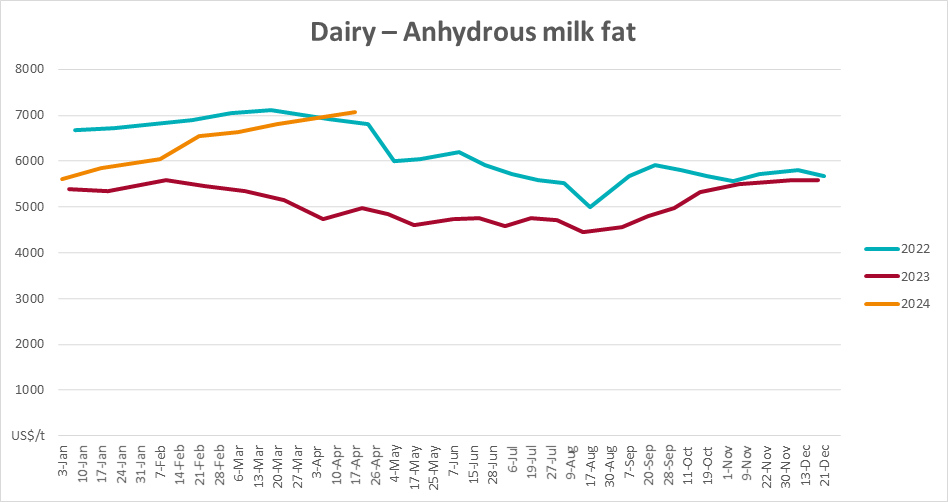 Dairy – Anhydrous milk fat
8000
7000
6000
5000
4000
3000
2000
1000
US$/t
3-Jan
10-Jan
17-Jan
24-Jan
31-Jan
7-Feb
14-Feb
21-Feb
28-Feb
6-Mar
13-Mar
20-Mar
27-Mar
3-Apr
10-Apr
17-Apr
26-Apr
4-May
17-May
25-May
7-Jun
15-Jun
28-Jun
6-Jul
19-Jul
27-Jul
9-Aug
17-Aug
30-Aug
7-Sep
20-Sep
28-Sep
11-Oct
19-Oct
1-Nov
9-Nov
22-Nov
30-Nov
13-Dec
21-Dec
2022
2023
2024